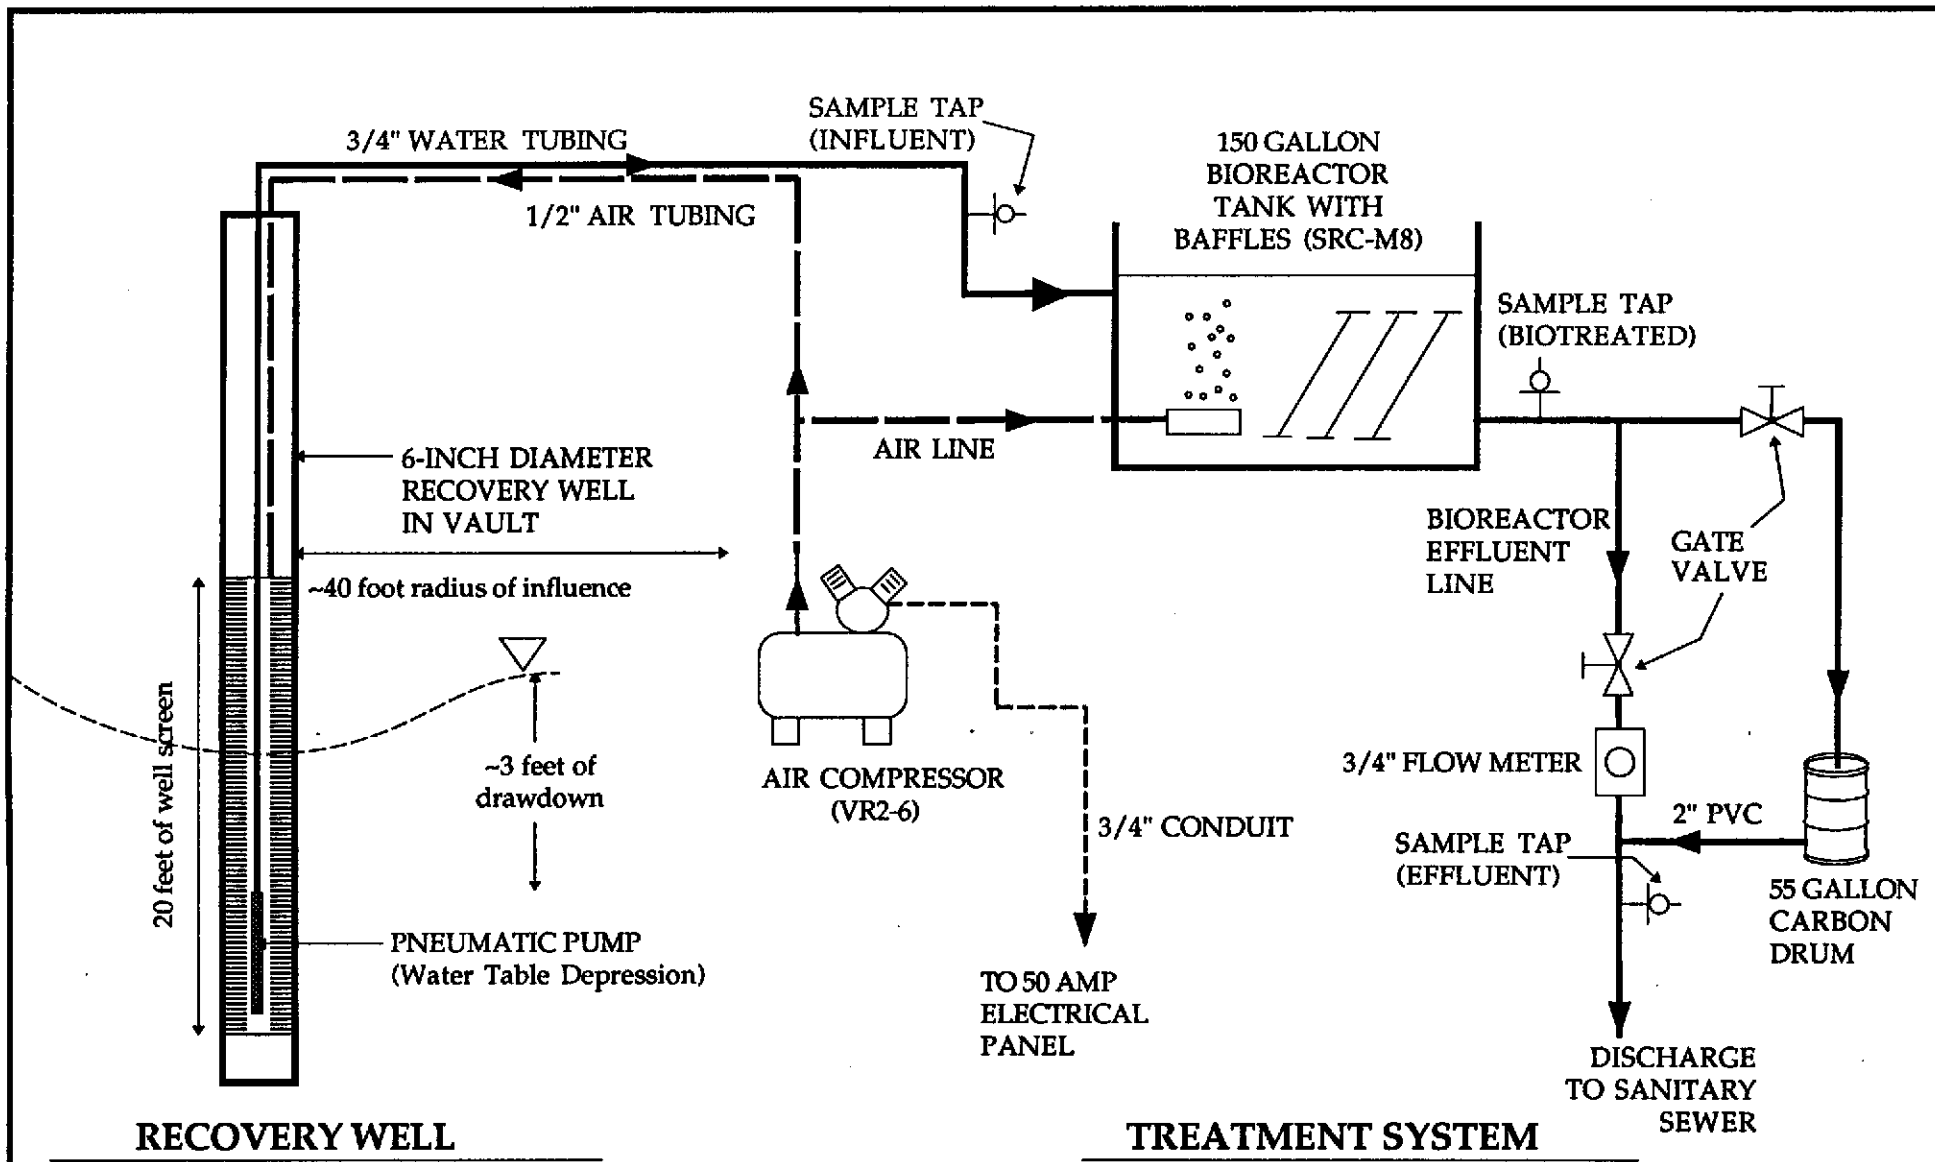 SAMPLE TAP
(INFLUENT)
3/4" WATER TUBING
1/2" AIR TUBING
150 GALLON
BIOREACTOR
TANK WITH
BAFFLES (SRC-M8)
SAMPLE TAP
(BIOTREATED)
AIR LINE
6-INCH DIAMETER
RECOVERY WELL
IN VAULT
~40 foot radius of influence
BIOREACTOR
EFFLUENT
LINE
GATE
VALVE
20 feet of well screen
~3 feet of
drawdown
AIR COMPRESSOR
(VR2-6)
3/4" CONDUIT
3/4" FLOW METER
2" PVC
SAMPLE TAP
(EFFLUENT)
55 GALLON
CARBON
DRUM
PNEUMATIC PUMP
(Water Table Depression)
TO 50 AMP
ELECTRICAL
PANEL
DISCHARGE
TO SANITARY
SEWER
RECOVERY WELL
TREATMENT SYSTEM